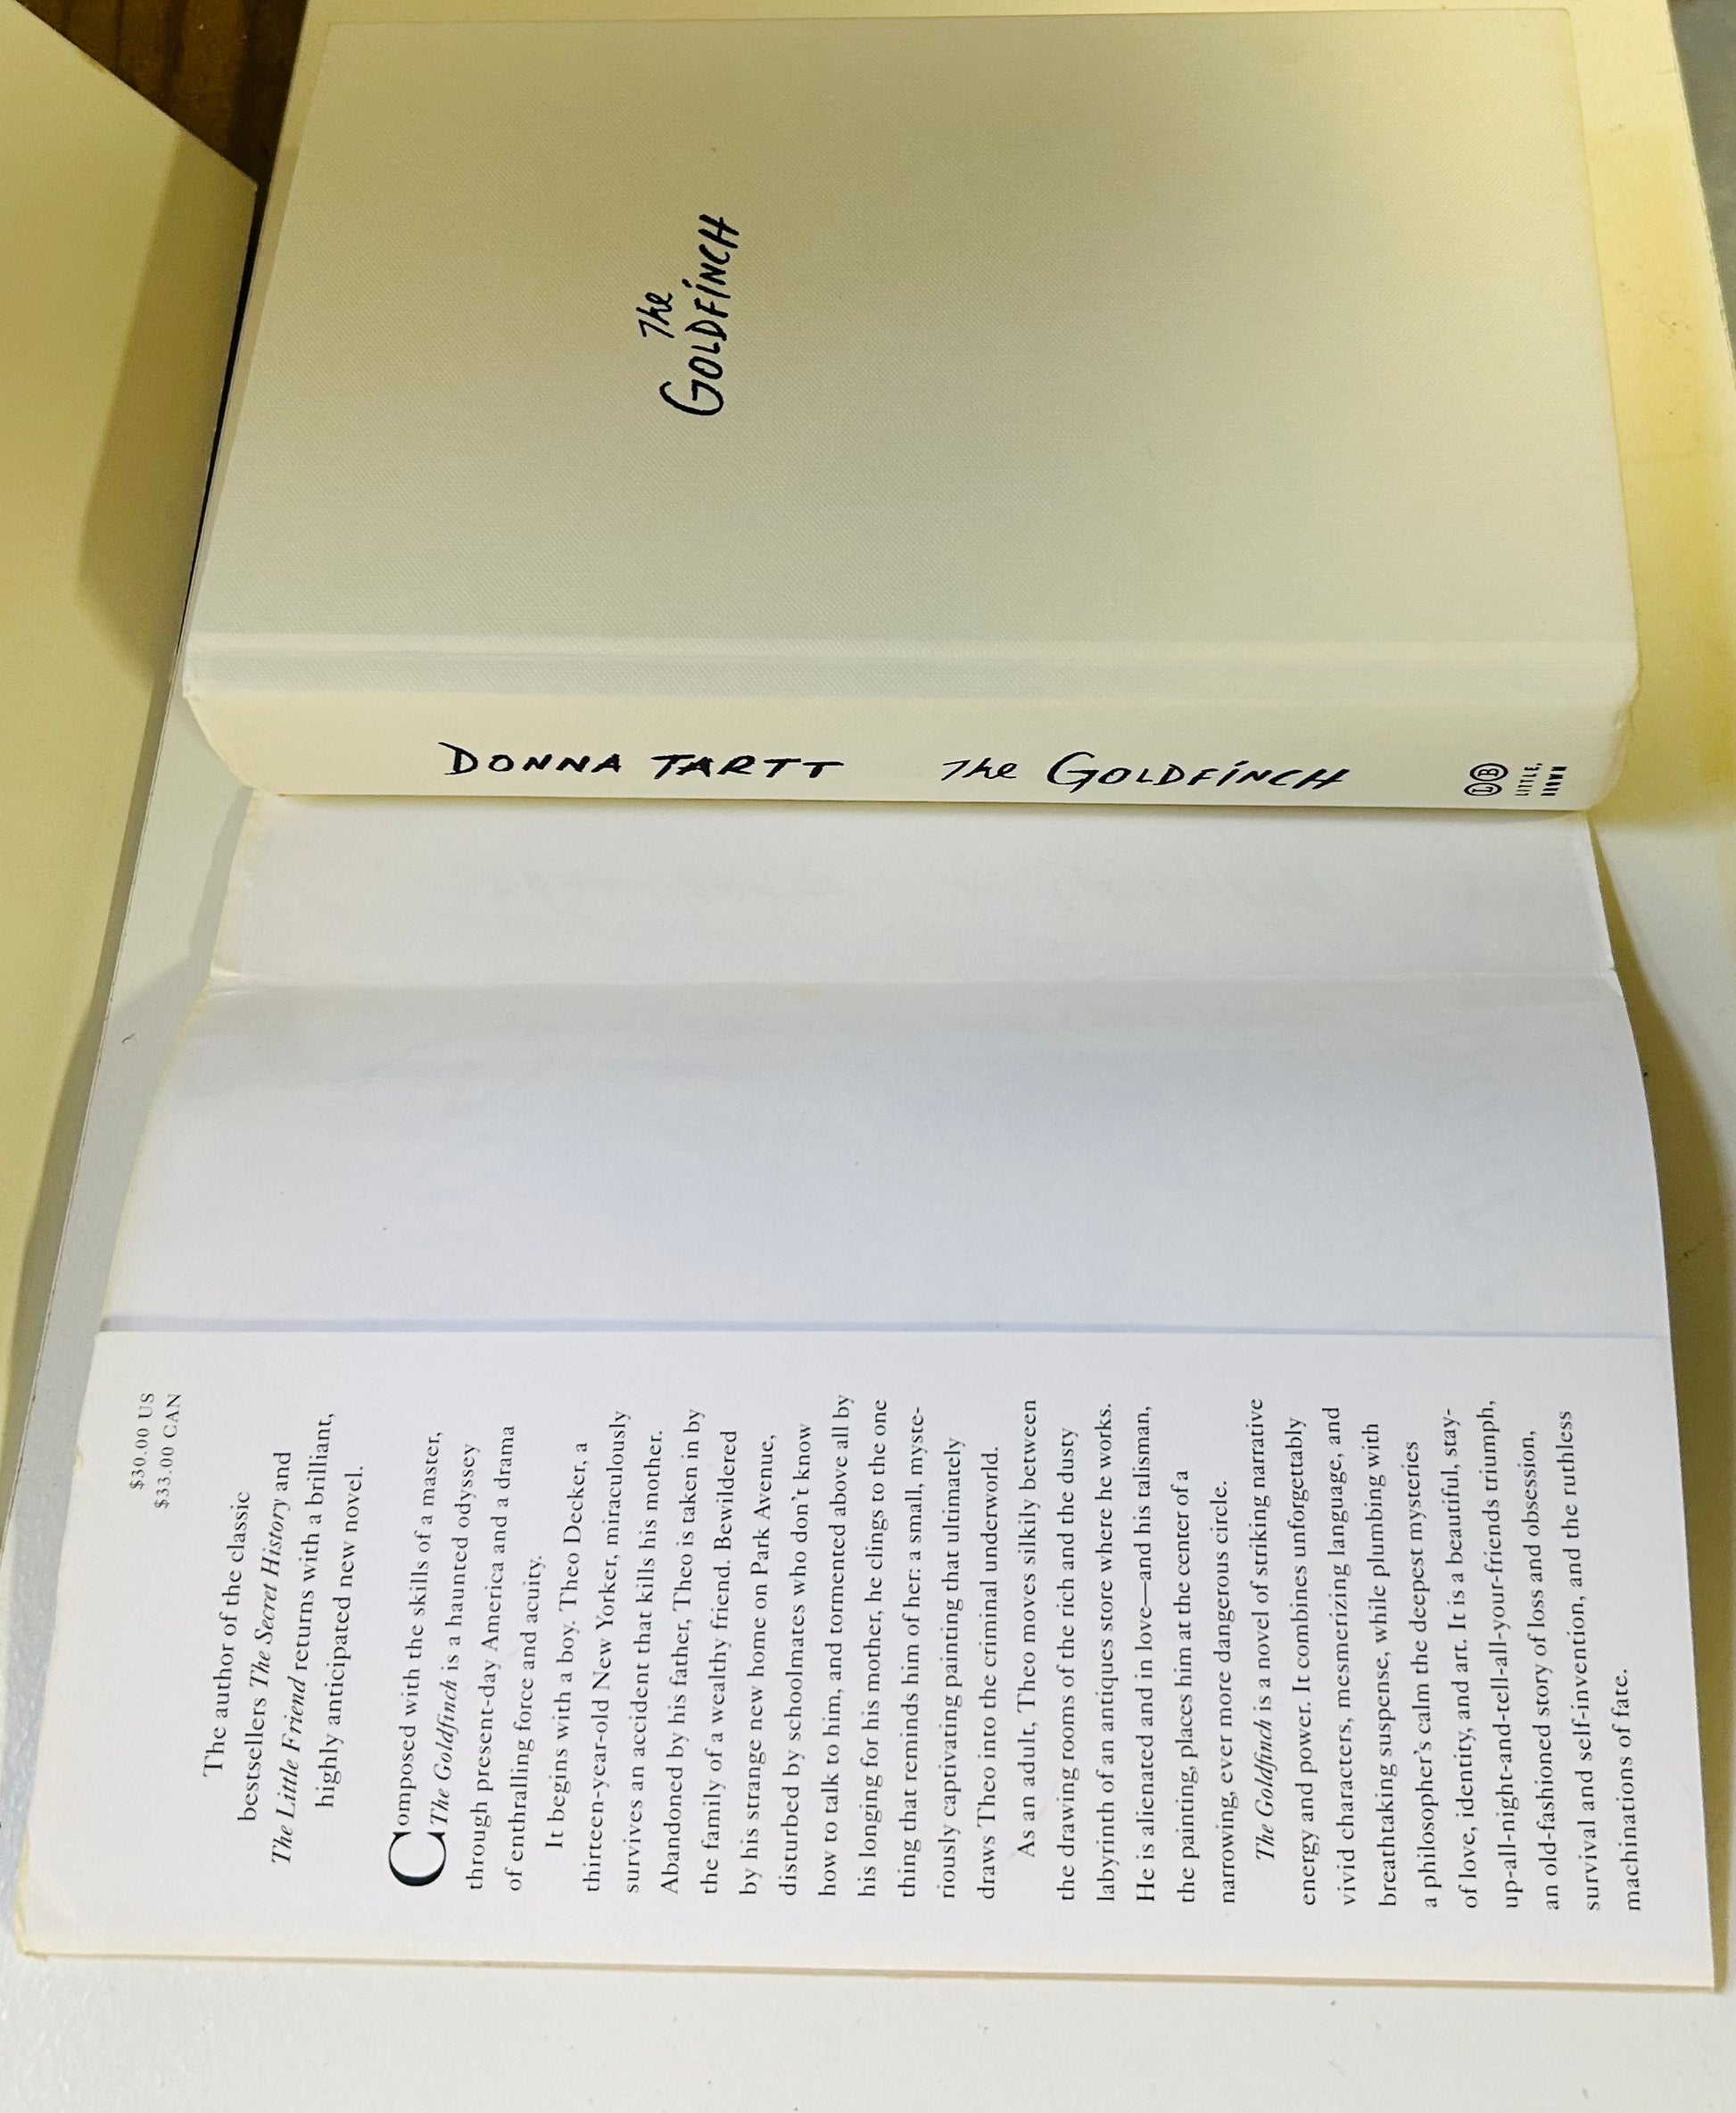 The
GOLDFINCH
DONNA TARTT The GOLDFINCH
LB
LITTLE,
BROWN
$30.00 US
$33.00 CAN
The author of the classic
bestsellers The Secret History and
The Little Friend returns with a brilliant,
highly anticipated new novel.
Composed with the skills of a master,
The Goldfinch is a haunted odyssey
through present-day America and a drama
of enthralling force and acuity.
It begins with a boy. Theo Decker, a
thirteen-year-old New Yorker, miraculously
survives an accident that kills his mother.
Abandoned by his father, Theo is taken in by
the family of a wealthy friend. Bewildered
by his strange new home on Park Avenue,
disturbed by schoolmates who don't know
how to talk to him, and tormented above all by
his longing for his mother, he clings to the one
thing that reminds him of her: a small, myste-
riously captivating painting that ultimately
draws Theo into the criminal underworld.
As an adult, Theo moves silkily between
the drawing rooms of the rich and the dusty
labyrinth of an antiques store where he works.
He is alienated and in love—and his talisman,
the painting, places him at the center of a
narrowing, ever more dangerous circle.
The Goldfinch is a novel of striking narrative
energy and power. It combines unforgettably
vivid characters, mesmerizing language, and
breathtaking suspense, while plumbing with
a philosopher's calm the deepest mysteries
of love, identity, and art. It is a beautiful, stay-
up-all-night-and-tell-all-your-friends triumph,
an old-fashioned story of loss and obsession,
survival and self-invention, and the ruthless
machinations of fate.